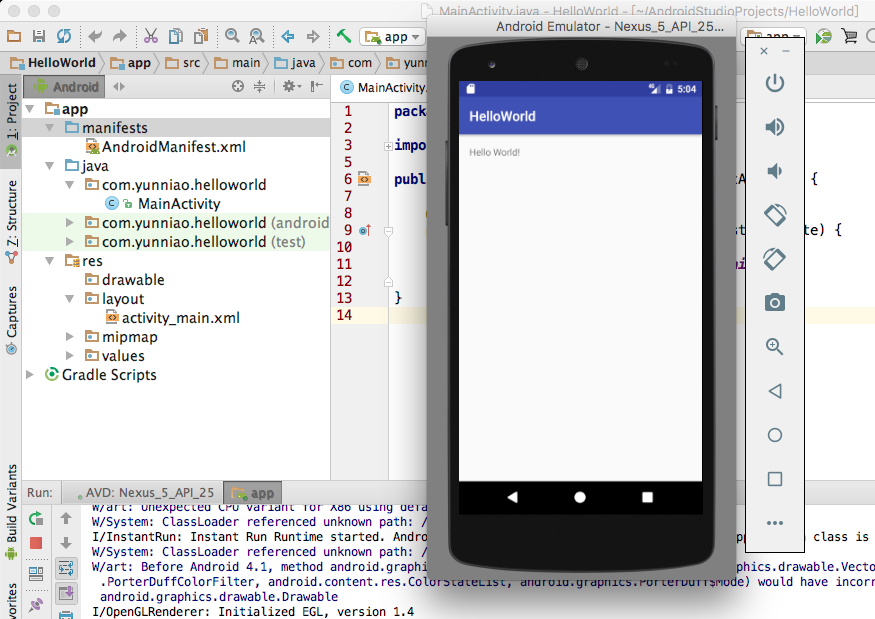 MainActivity.java - HelloWorld - [~/AndroidStudioProjects/HelloWorld]
Android Emulator - Nexus_5_API_25...
app
app
HelloWorld
app
src
main
java
com
yunn
1: Project
Android
MainActivity.
Z: Structure
Captures
Build Variants
vorites
app
manifests
AndroidManifest.xml
java
com.yunniao.helloworld
MainActivity
com.yunniao.helloworld (android
com.yunniao.helloworld (test)
res
drawable
layout
activity_main.xml
mipmap
values
Gradle Scripts
1 pack
2
3 impo
5
6 publ {
7
8
9 te) {
10
11
12
13 }
14
5:04
HelloWorld
Hello World!
Run: AVD: Nexus_5_API_25 app
W/art: Unexpected CPU variant for X86 using defa
W/System: ClassLoader referenced unknown path: /
I/InstantRun: Instant Run Runtime started. Andro class is
W/System: ClassLoader referenced unknown path: /
W/art: Before Android 4.1, method android.graphi phics.drawable.Vecto
.PorterDuffColorFilter, android.content.res.ColorStateList, android.graphics.PorterDuff$Mode) would have incorr
android.graphics.drawable.Drawable
I/OpenGLRenderer: Initialized EGL, version 1.4